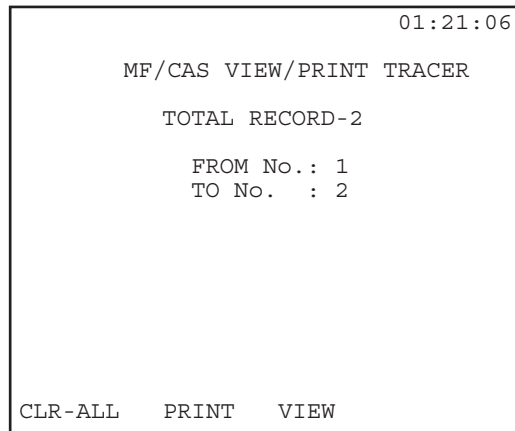 01:21:06
MF/CAS VIEW/PRINT TRACER
TOTAL RECORD-2
FROM No.: 1
TO No. : 2
CLR-ALL PRINT VIEW